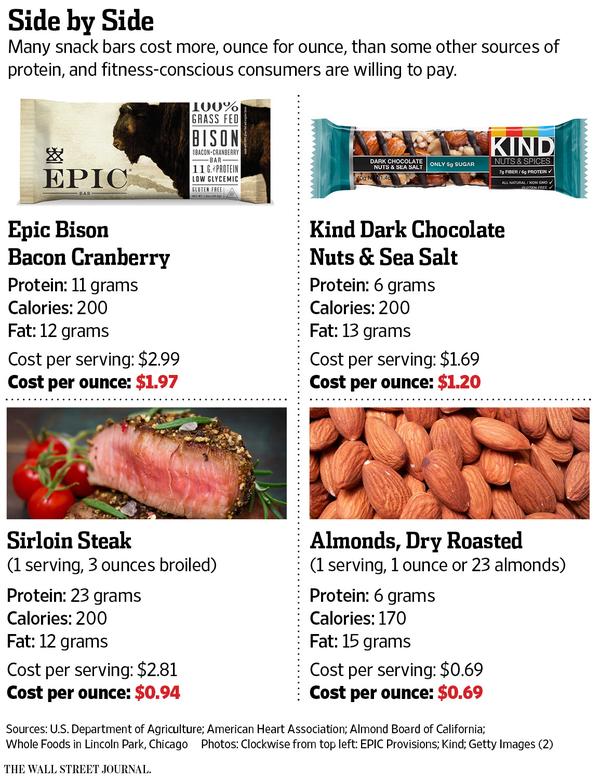 Side by Side
Many snack bars cost more, ounce for ounce, than some other sources of
protein, and fitness-conscious consumers are willing to pay.
100%
GRASS FED
BISON
BACON+CRANBERRY
BAR
11 G. of PROTEIN
LOW GLYCEMIC
GLUTEN FREE
EPIC
BAR
DARK CHOCOLATE
NUTS & SEA SALT
ONLY 5g SUGAR
KIND
NUTS & SPICES
7g FIBER / 6g PROTEIN ✓
ALL NATURAL / NON GMO ✓
GLUTEN FREE ✓
Epic Bison
Bacon Cranberry
Protein: 11 grams
Calories: 200
Fat: 12 grams
Cost per serving: $2.99
Cost per ounce: $1.97
Kind Dark Chocolate
Nuts & Sea Salt
Protein: 6 grams
Calories: 200
Fat: 13 grams
Cost per serving: $1.69
Cost per ounce: $1.20
Sirloin Steak
(1 serving, 3 ounces broiled)
Protein: 23 grams
Calories: 200
Fat: 12 grams
Cost per serving: $2.81
Cost per ounce: $0.94
Almonds, Dry Roasted
(1 serving, 1 ounce or 23 almonds)
Protein: 6 grams
Calories: 170
Fat: 15 grams
Cost per serving: $0.69
Cost per ounce: $0.69
Sources: U.S. Department of Agriculture; American Heart Association; Almond Board of California;
Whole Foods in Lincoln Park, Chicago Photos: Clockwise from top left: EPIC Provisions; Kind; Getty Images (2)
THE WALL STREET JOURNAL.